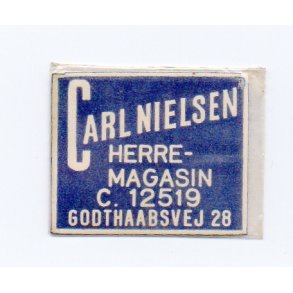 CARL NIELSEN
HERRE-
MAGASIN
C. 12519
GODTHAABSVEJ 28